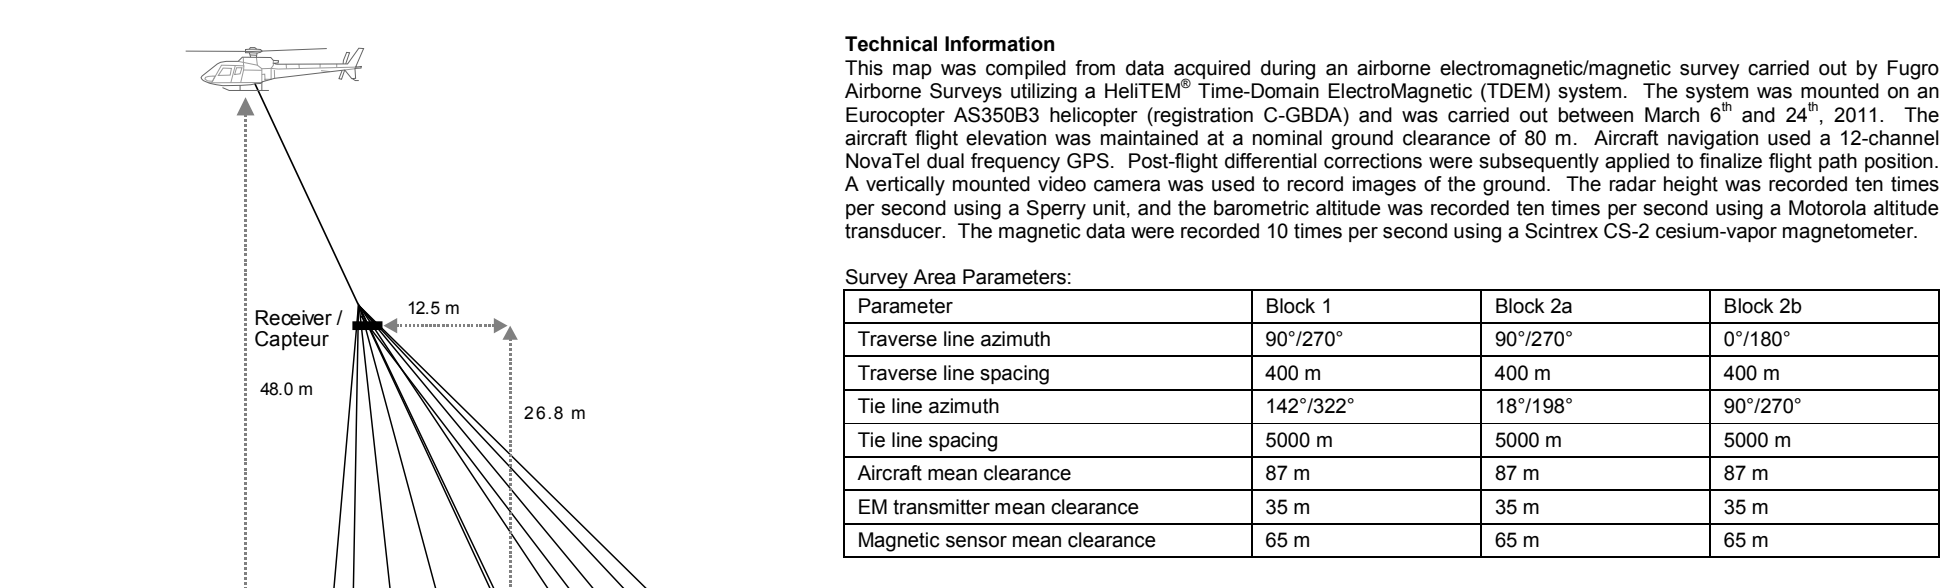 Receiver /
Capteur
12.5 m
48.0 m
26.8 m
Technical Information
This map was compiled from data acquired during an airborne electromagnetic/magnetic survey carried out by Fugro
Airborne Surveys utilizing a HeliTEM® Time-Domain ElectroMagnetic (TDEM) system. The system was mounted on an
Eurocopter AS350B3 helicopter (registration C-GBDA) and was carried out between March 6th and 24th, 2011. The
aircraft flight elevation was maintained at a nominal ground clearance of 80 m. Aircraft navigation used a 12-channel
NovaTel dual frequency GPS. Post-flight differential corrections were subsequently applied to finalize flight path position.
A vertically mounted video camera was used to record images of the ground. The radar height was recorded ten times
per second using a Sperry unit, and the barometric altitude was recorded ten times per second using a Motorola altitude
transducer. The magnetic data were recorded 10 times per second using a Scintrex CS-2 cesium-vapor magnetometer.
Survey Area Parameters:
Parameter Block 1 Block 2a Block 2b
Traverse line azimuth 90°/270° 90°/270° 0°/180°
Traverse line spacing 400 m 400 m 400 m
Tie line azimuth 142°/322° 18°/198° 90°/270°
Tie line spacing 5000 m 5000 m 5000 m
Aircraft mean clearance 87 m 87 m 87 m
EM transmitter mean clearance 35 m 35 m 35 m
Magnetic sensor mean clearance 65 m 65 m 65 m